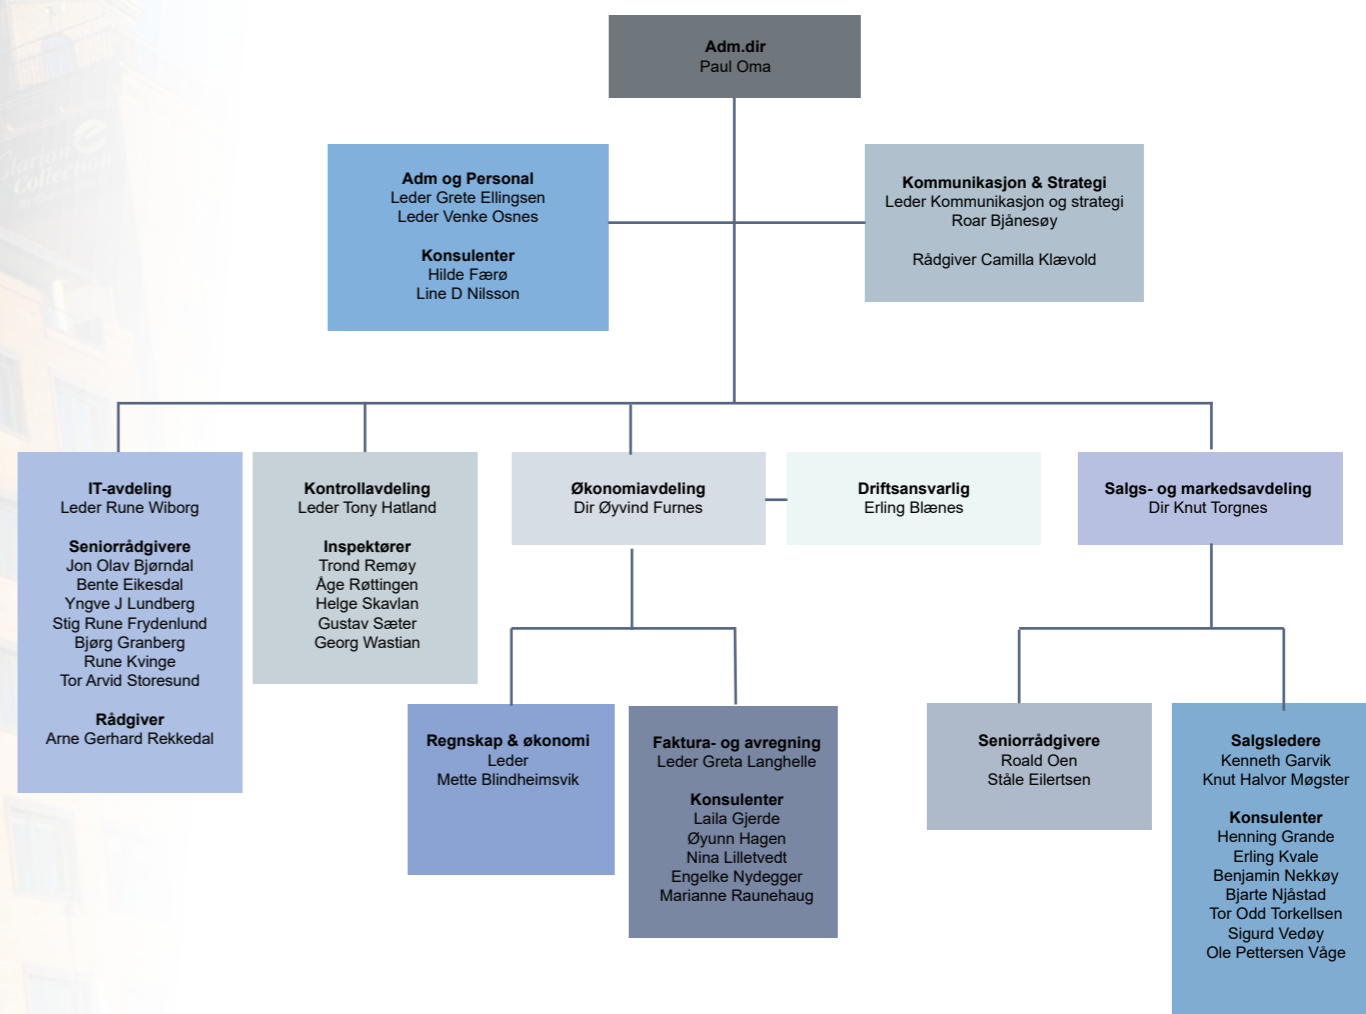 Adm.dir
Paul Oma
Clarion
Collection
Adm og Personal
Leder Grete Ellingsen
Leder Venke Osnes
Konsulenter
Hilde Færø
Line D Nilsson
Kommunikasjon & Strategi
Leder Kommunikasjon og strategi
Roar Bjånesøy
Rådgiver Camilla Klævold
IT-avdeling
Leder Rune Wiborg
Seniorrådgivere
Jon Olav Bjørndal
Bente Eikesdal
Yngve J Lundberg
Stig Rune Frydenlund
Bjørg Granberg
Rune Kvinge
Tor Arvid Storesund
Rådgiver
Arne Gerhard Rekkedal
Kontrollavdeling
Leder Tony Hatland
Inspektører
Trond Remøy
Åge Røttingen
Helge Skavlan
Gustav Sæter
Georg Wastian
Økonomiavdeling
Dir Øyvind Furnes
Driftsansvarlig
Erling Blænes
Salgs- og markedsavdeling
Dir Knut Torgnes
Regnskap & økonomi
Leder
Mette Blindheimsvik
Faktura- og avregning
Leder Greta Langhelle
Konsulenter
Laila Gjerde
Øyunn Hagen
Nina Lilletvedt
Engelke Nydegger
Marianne Raunehaug
Seniorrådgivere
Roald Oen
Ståle Eilertsen
Salgsledere
Kenneth Garvik
Knut Halvor Møgster
Konsulenter
Henning Grande
Erling Kvale
Benjamin Nekkøy
Bjarte Njåstad
Tor Odd Torkellsen
Sigurd Vedøy
Ole Pettersen Våge